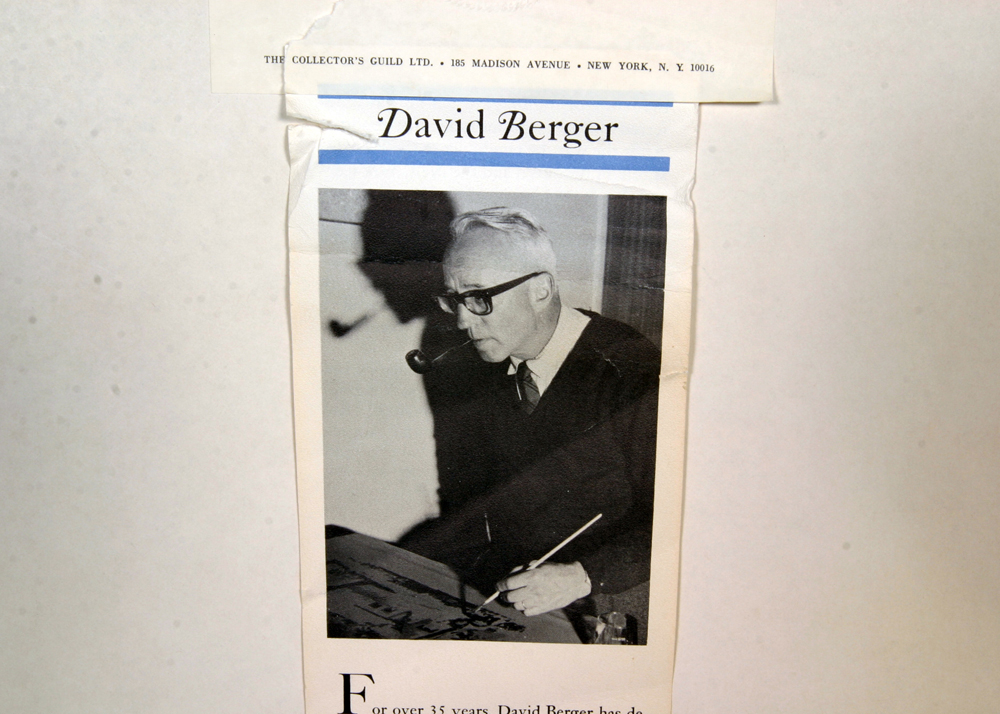 THE COLLECTOR'S GUILD LTD. • 185 MADISON AVENUE • NEW YORK, N. Y. 10016
David Berger
For over 35 years, David Berger has de-